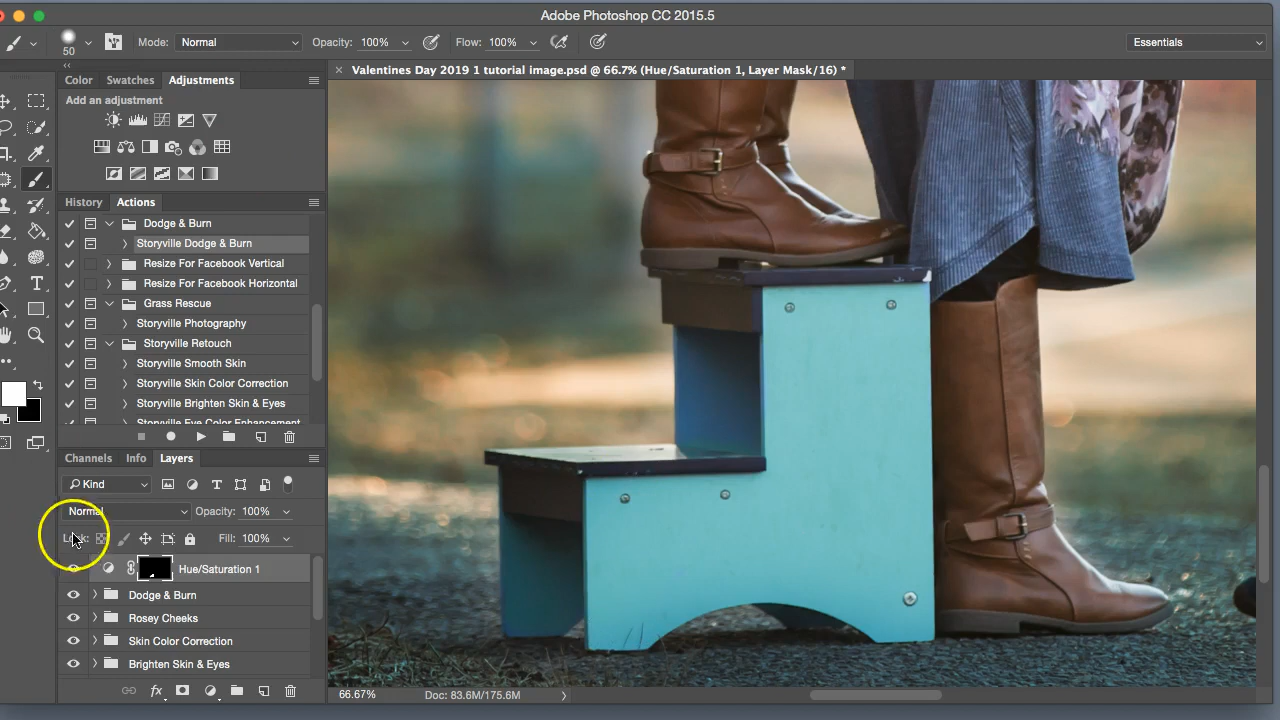 Adobe Photoshop CC 2015.5
50
Mode: Normal
Opacity: 100%
Flow: 100%
Essentials
Color Swatches Adjustments
Valentines Day 2019 1 tutorial image.psd @ 66.7% (Hue/Saturation 1, Layer Mask/16) *
Add an adjustment
History Actions
Dodge & Burn
Storyville Dodge & Burn
Resize For Facebook Vertical
Resize For Facebook Horizontal
Grass Rescue
Storyville Photography
Storyville Retouch
Storyville Smooth Skin
Storyville Skin Color Correction
Storyville Brighten Skin & Eyes
Storyville Eye Color Enhancement
Channels Info Layers
Kind
Normal Opacity: 100%
Lock: Fill: 100%
Hue/Saturation 1
Dodge & Burn
Rosey Cheeks
Skin Color Correction
Brighten Skin & Eyes
fx
66.67% Doc: 83.6M/175.6M